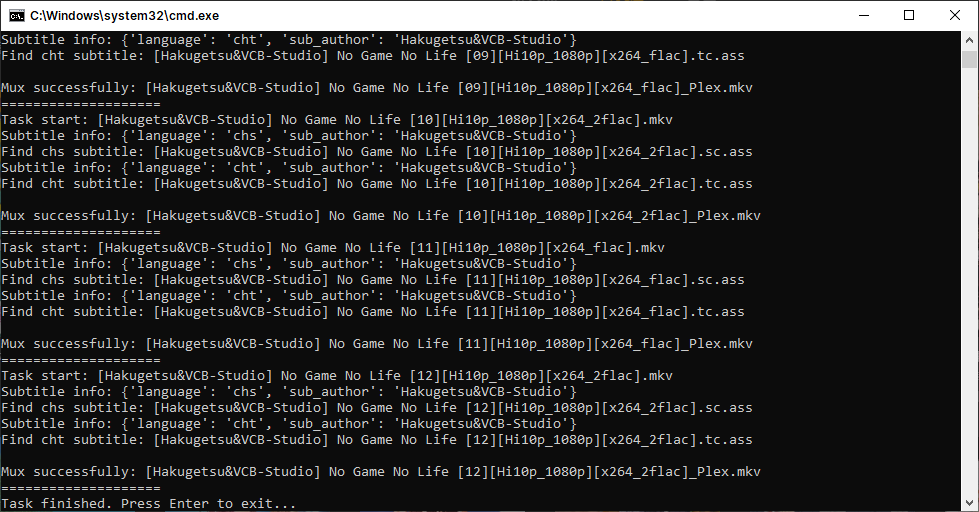 C:\Windows\system32\cmd.exe
Subtitle info: {'language': 'cht', 'sub_author': 'Hakugetsu&VCB-Studio'}
Find cht subtitle: [Hakugetsu&VCB-Studio] No Game No Life [09][Hi10p_1080p][x264_flac].tc.ass
Mux successfully: [Hakugetsu&VCB-Studio] No Game No Life [09][Hi10p_1080p][x264_flac]_Plex.mkv
====================
Task start: [Hakugetsu&VCB-Studio] No Game No Life [10][Hi10p_1080p][x264_2flac].mkv
Subtitle info: {'language': 'chs', 'sub_author': 'Hakugetsu&VCB-Studio'}
Find chs subtitle: [Hakugetsu&VCB-Studio] No Game No Life [10][Hi10p_1080p][x264_2flac].sc.ass
Subtitle info: {'language': 'cht', 'sub_author': 'Hakugetsu&VCB-Studio'}
Find cht subtitle: [Hakugetsu&VCB-Studio] No Game No Life [10][Hi10p_1080p][x264_2flac].tc.ass
Mux successfully: [Hakugetsu&VCB-Studio] No Game No Life [10][Hi10p_1080p][x264_2flac]_Plex.mkv
====================
Task start: [Hakugetsu&VCB-Studio] No Game No Life [11][Hi10p_1080p][x264_flac].mkv
Subtitle info: {'language': 'chs', 'sub_author': 'Hakugetsu&VCB-Studio'}
Find chs subtitle: [Hakugetsu&VCB-Studio] No Game No Life [11][Hi10p_1080p][x264_flac].sc.ass
Subtitle info: {'language': 'cht', 'sub_author': 'Hakugetsu&VCB-Studio'}
Find cht subtitle: [Hakugetsu&VCB-Studio] No Game No Life [11][Hi10p_1080p][x264_flac].tc.ass
Mux successfully: [Hakugetsu&VCB-Studio] No Game No Life [11][Hi10p_1080p][x264_flac]_Plex.mkv
====================
Task start: [Hakugetsu&VCB-Studio] No Game No Life [12][Hi10p_1080p][x264_2flac].mkv
Subtitle info: {'language': 'chs', 'sub_author': 'Hakugetsu&VCB-Studio'}
Find chs subtitle: [Hakugetsu&VCB-Studio] No Game No Life [12][Hi10p_1080p][x264_2flac].sc.ass
Subtitle info: {'language': 'cht', 'sub_author': 'Hakugetsu&VCB-Studio'}
Find cht subtitle: [Hakugetsu&VCB-Studio] No Game No Life [12][Hi10p_1080p][x264_2flac].tc.ass
Mux successfully: [Hakugetsu&VCB-Studio] No Game No Life [12][Hi10p_1080p][x264_2flac]_Plex.mkv
====================
Task finished. Press Enter to exit...